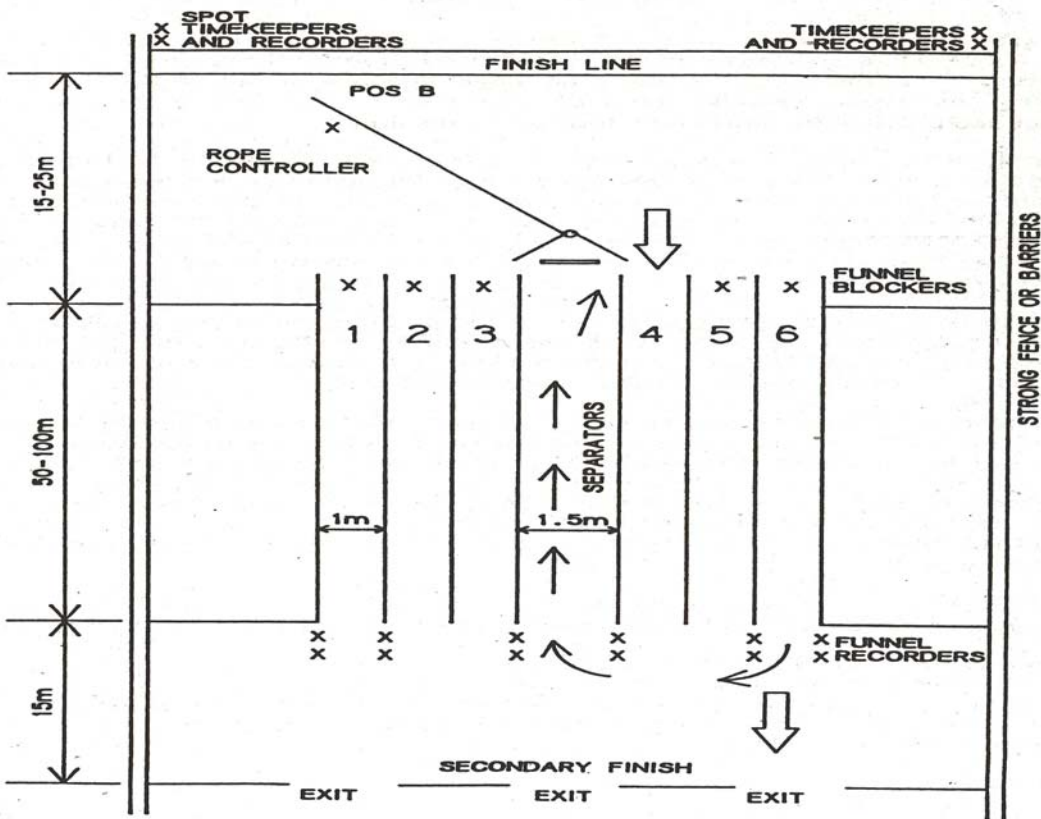 SPOT
X TIMEKEEPERS
X AND RECORDERS
TIMEKEEPERS X
AND RECORDERS X
FINISH LINE
POS B
X
ROPE
CONTROLLER
15-25m
X X X X X
FUNNEL
BLOCKERS
1 2 3 4 5 6
STRONG FENCE OR BARRIERS
50-100m
SEPARATORS
1m
1.5m
X X X X X X
X X X X X X
FUNNEL
RECORDERS
15m
SECONDARY FINISH
EXIT EXIT EXIT